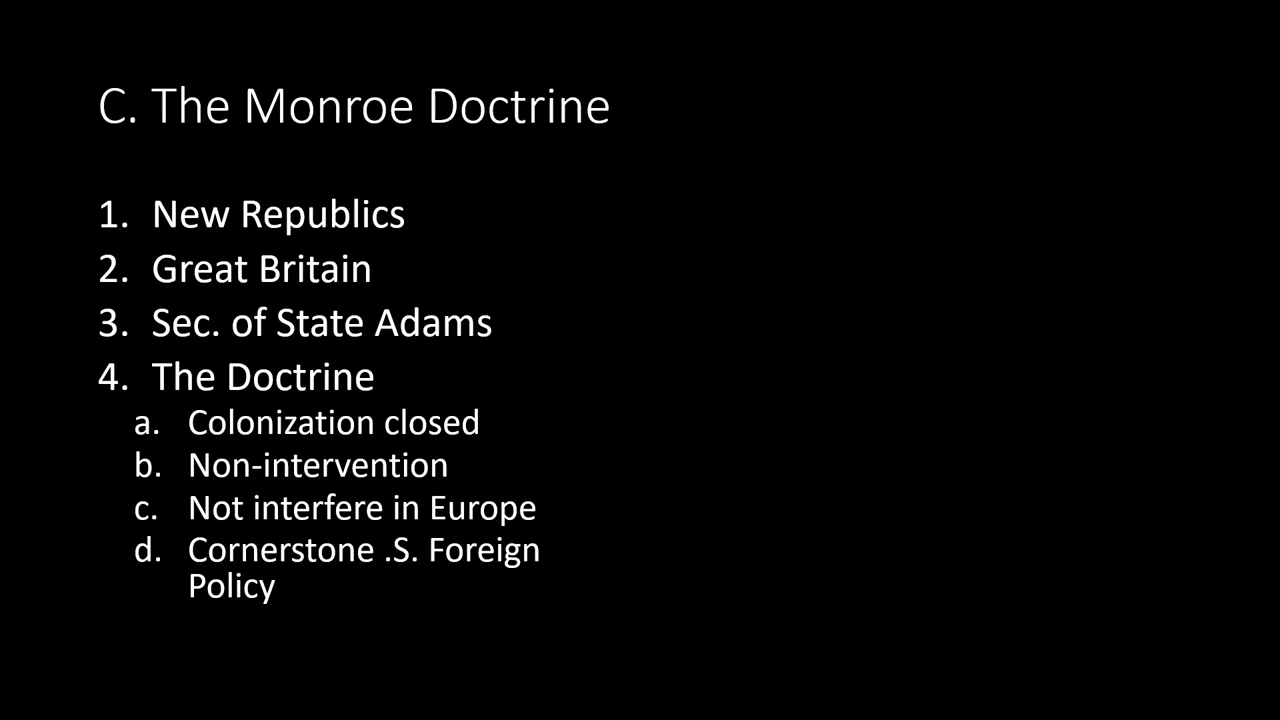 C. The Monroe Doctrine
1. New Republics
2. Great Britain
3. Sec. of State Adams
4. The Doctrine
a. Colonization closed
b. Non-intervention
c. Not interfere in Europe
d. Cornerstone .S. Foreign
Policy